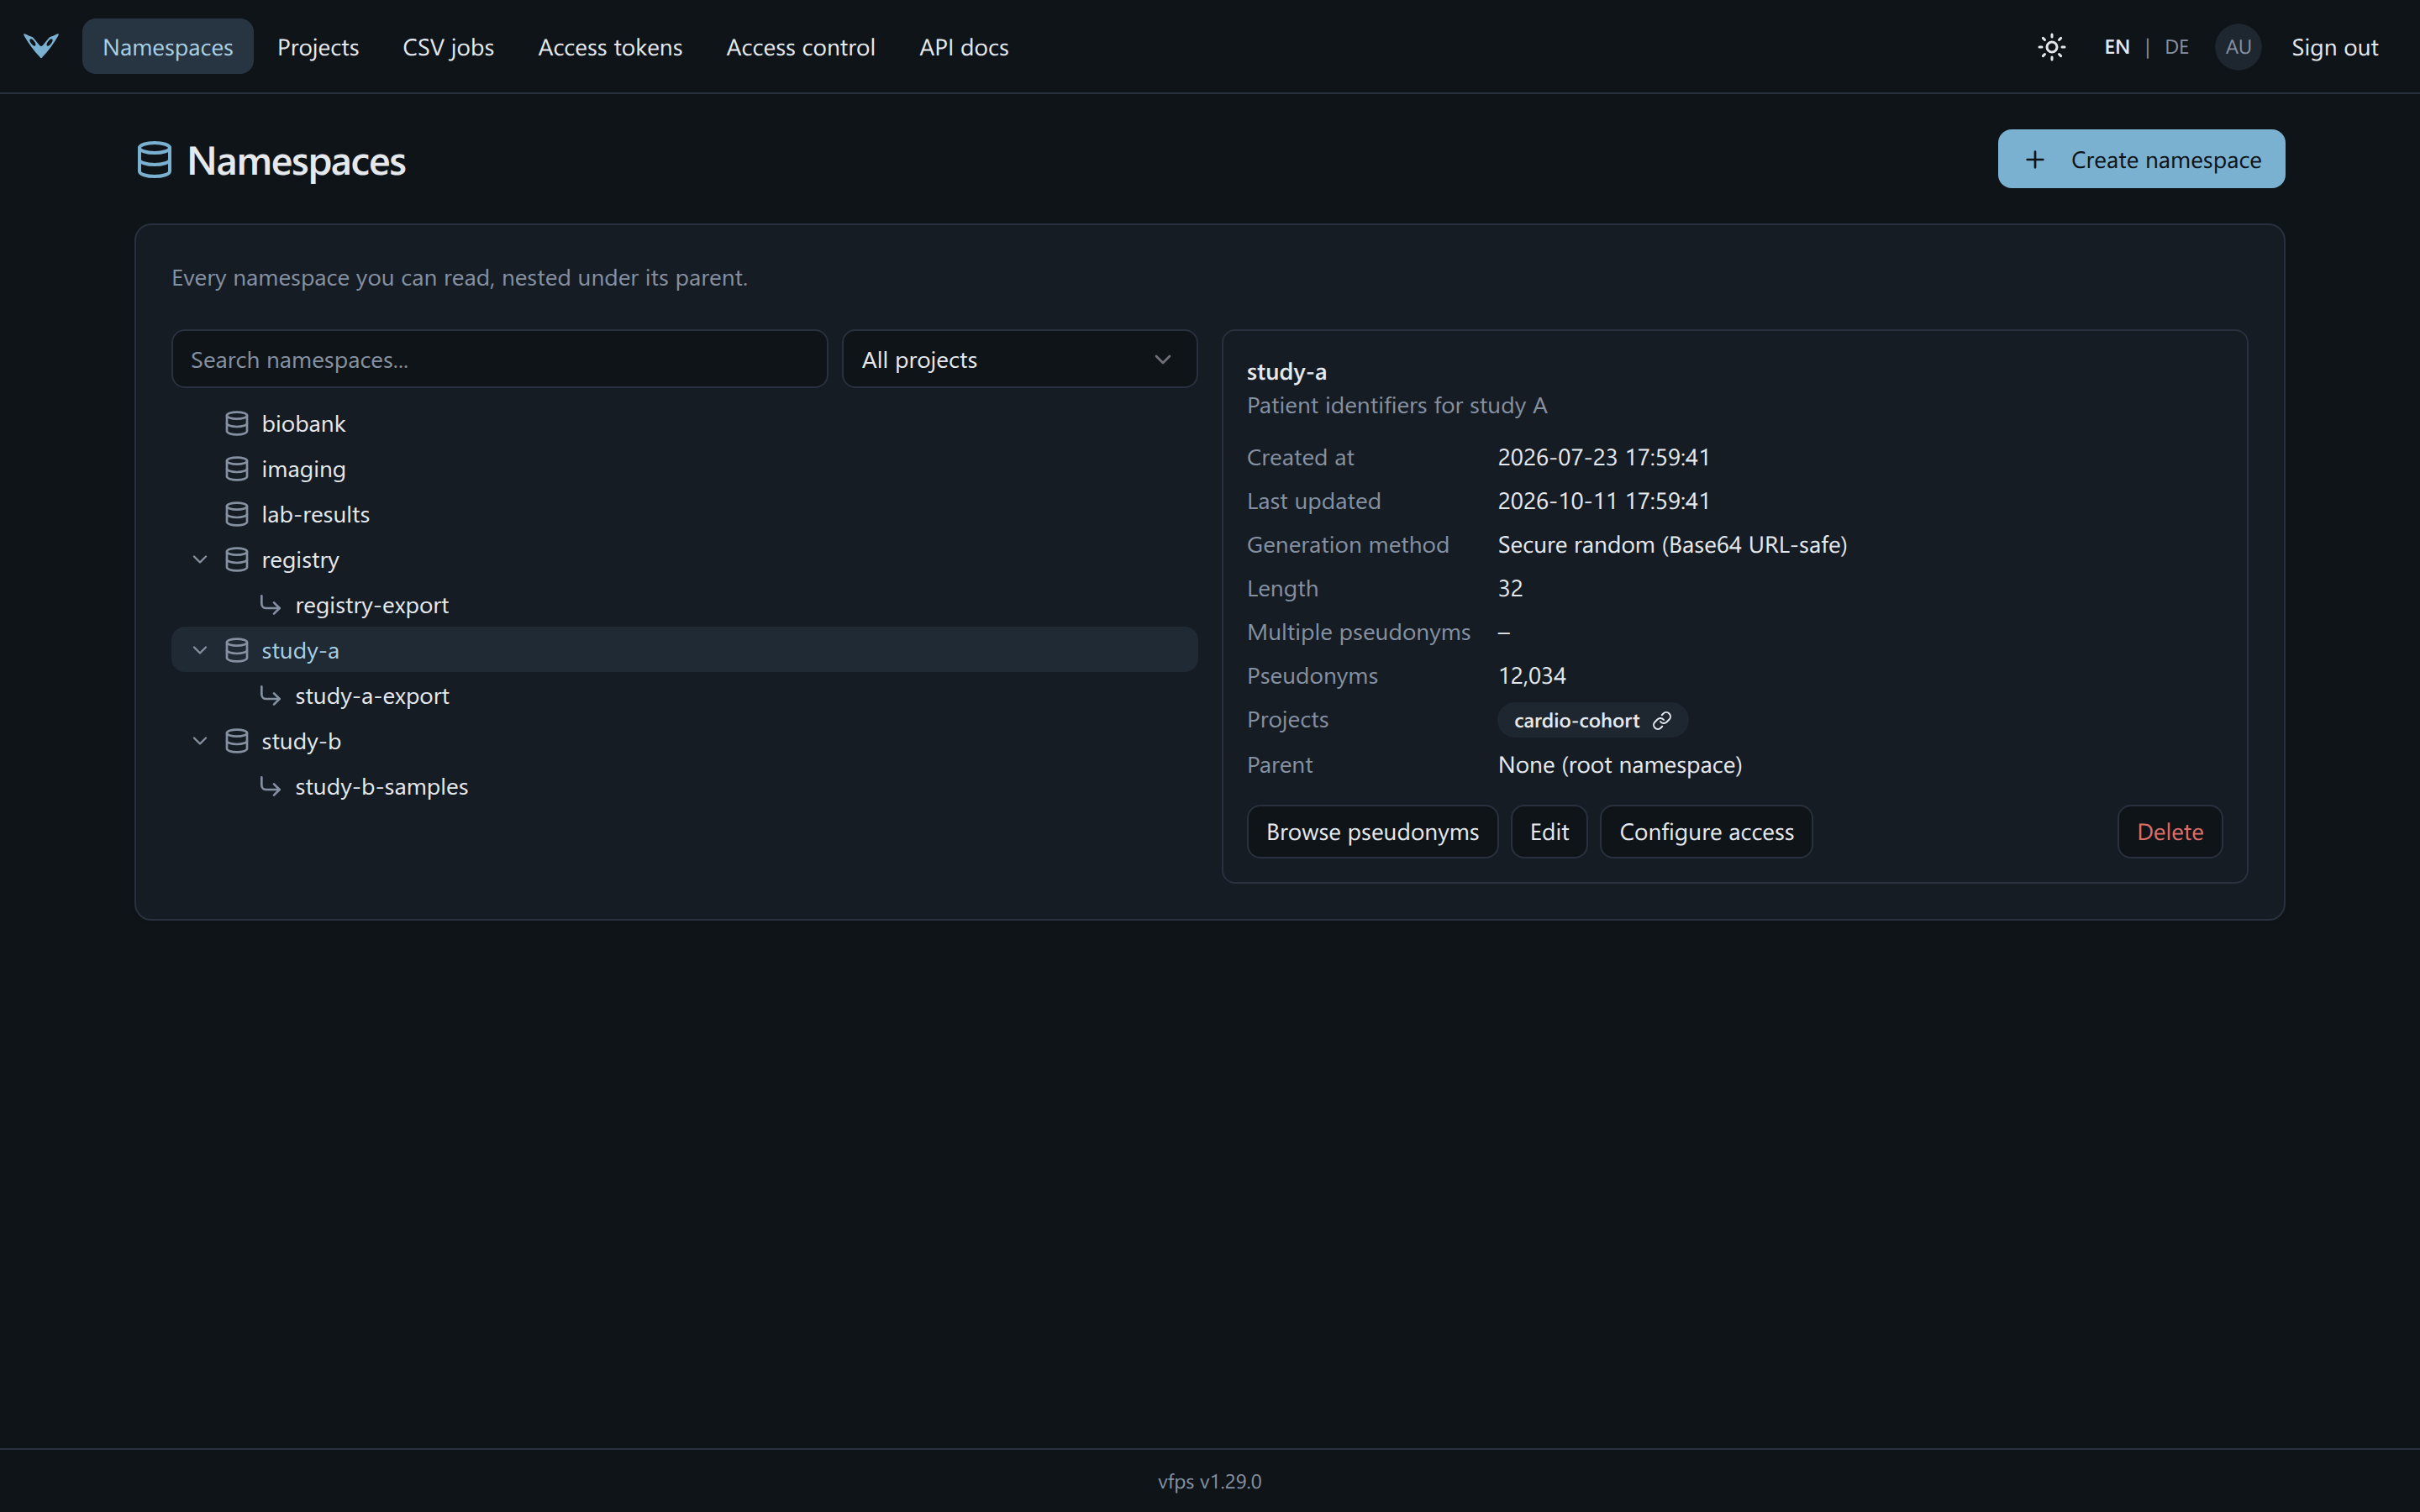 Namespaces Projects CSV jobs Access tokens Access control API docs EN | DE AU Sign out
Namespaces
Create namespace
Every namespace you can read, nested under its parent.
Search namespaces...
All projects
biobank
imaging
lab-results
registry
registry-export
study-a
study-a-export
study-b
study-b-samples
study-a
Patient identifiers for study A
Created at 2026-07-23 17:59:41
Last updated 2026-10-11 17:59:41
Generation method Secure random (Base64 URL-safe)
Length 32
Multiple pseudonyms –
Pseudonyms 12,034
Projects cardio-cohort
Parent None (root namespace)
Browse pseudonyms Edit Configure access Delete
vfps v1.29.0